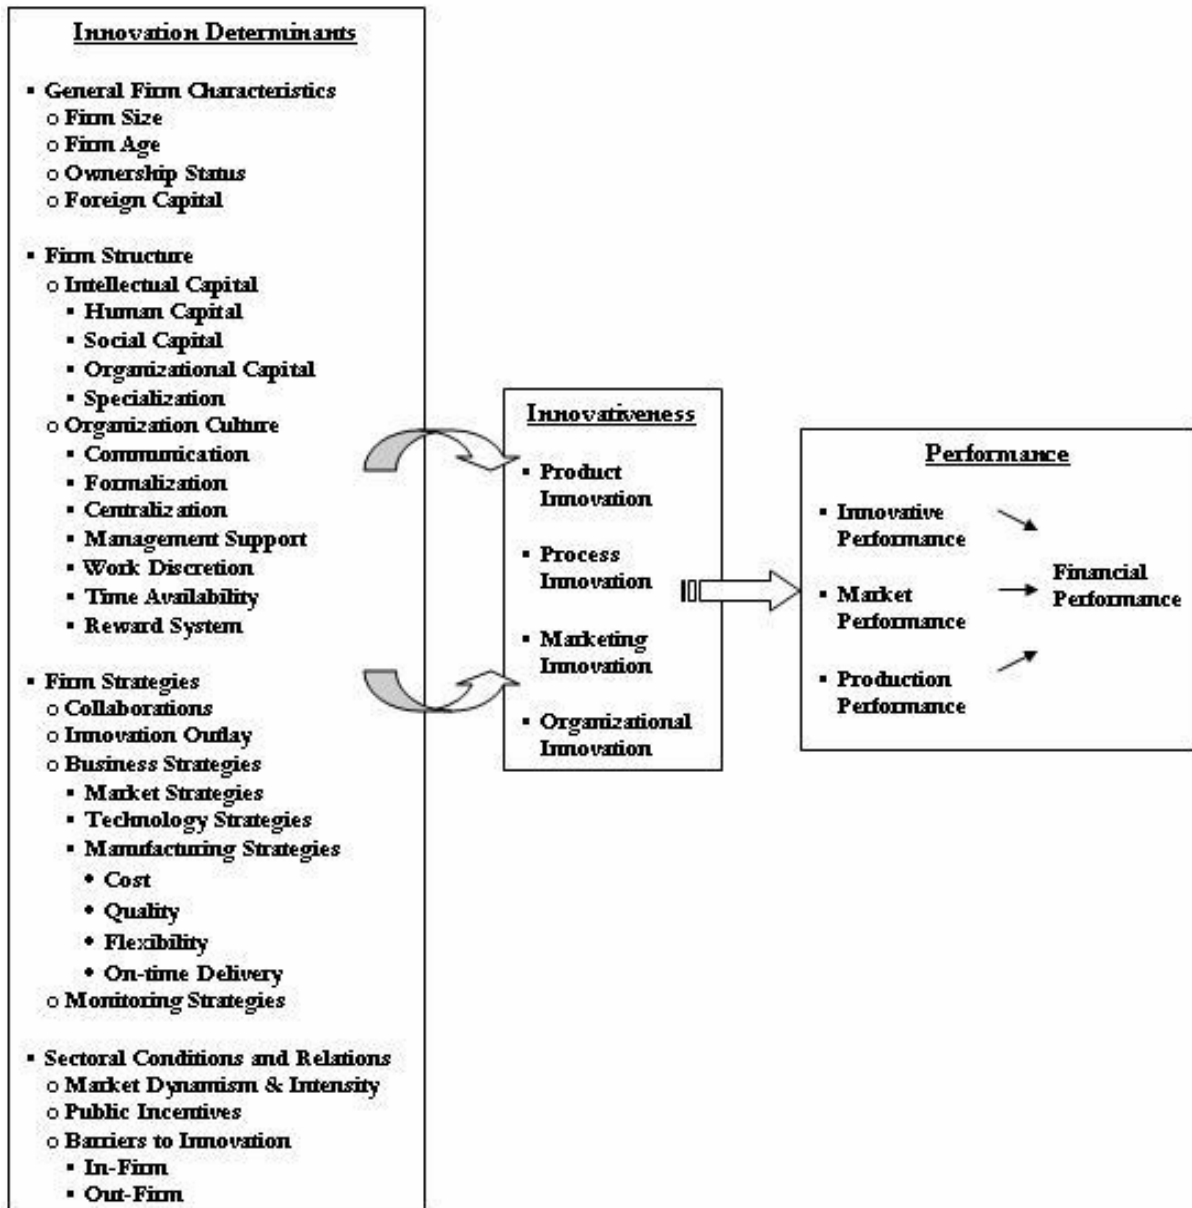 Innovation Determinants
▪ General Firm Characteristics
o Firm Size
o Firm Age
o Ownership Status
o Foreign Capital
▪ Firm Structure
o Intellectual Capital
▪ Human Capital
▪ Social Capital
▪ Organizational Capital
▪ Specialization
o Organization Culture
▪ Communication
▪ Formalization
▪ Centralization
▪ Management Support
▪ Work Discretion
▪ Time Availability
▪ Reward System
▪ Firm Strategies
o Collaborations
o Innovation Outlay
o Business Strategies
▪ Market Strategies
▪ Technology Strategies
▪ Manufacturing Strategies
• Cost
• Quality
• Flexibility
• On-time Delivery
o Monitoring Strategies
▪ Sectoral Conditions and Relations
o Market Dynamism & Intensity
o Public Incentives
o Barriers to Innovation
▪ In-Firm
▪ Out-Firm
Innovativeness
▪ Product
Innovation
▪ Process
Innovation
▪ Marketing
Innovation
▪ Organizational
Innovation
Performance
▪ Innovative
Performance
▪ Market
Performance
▪ Production
Performance
Financial
Performance